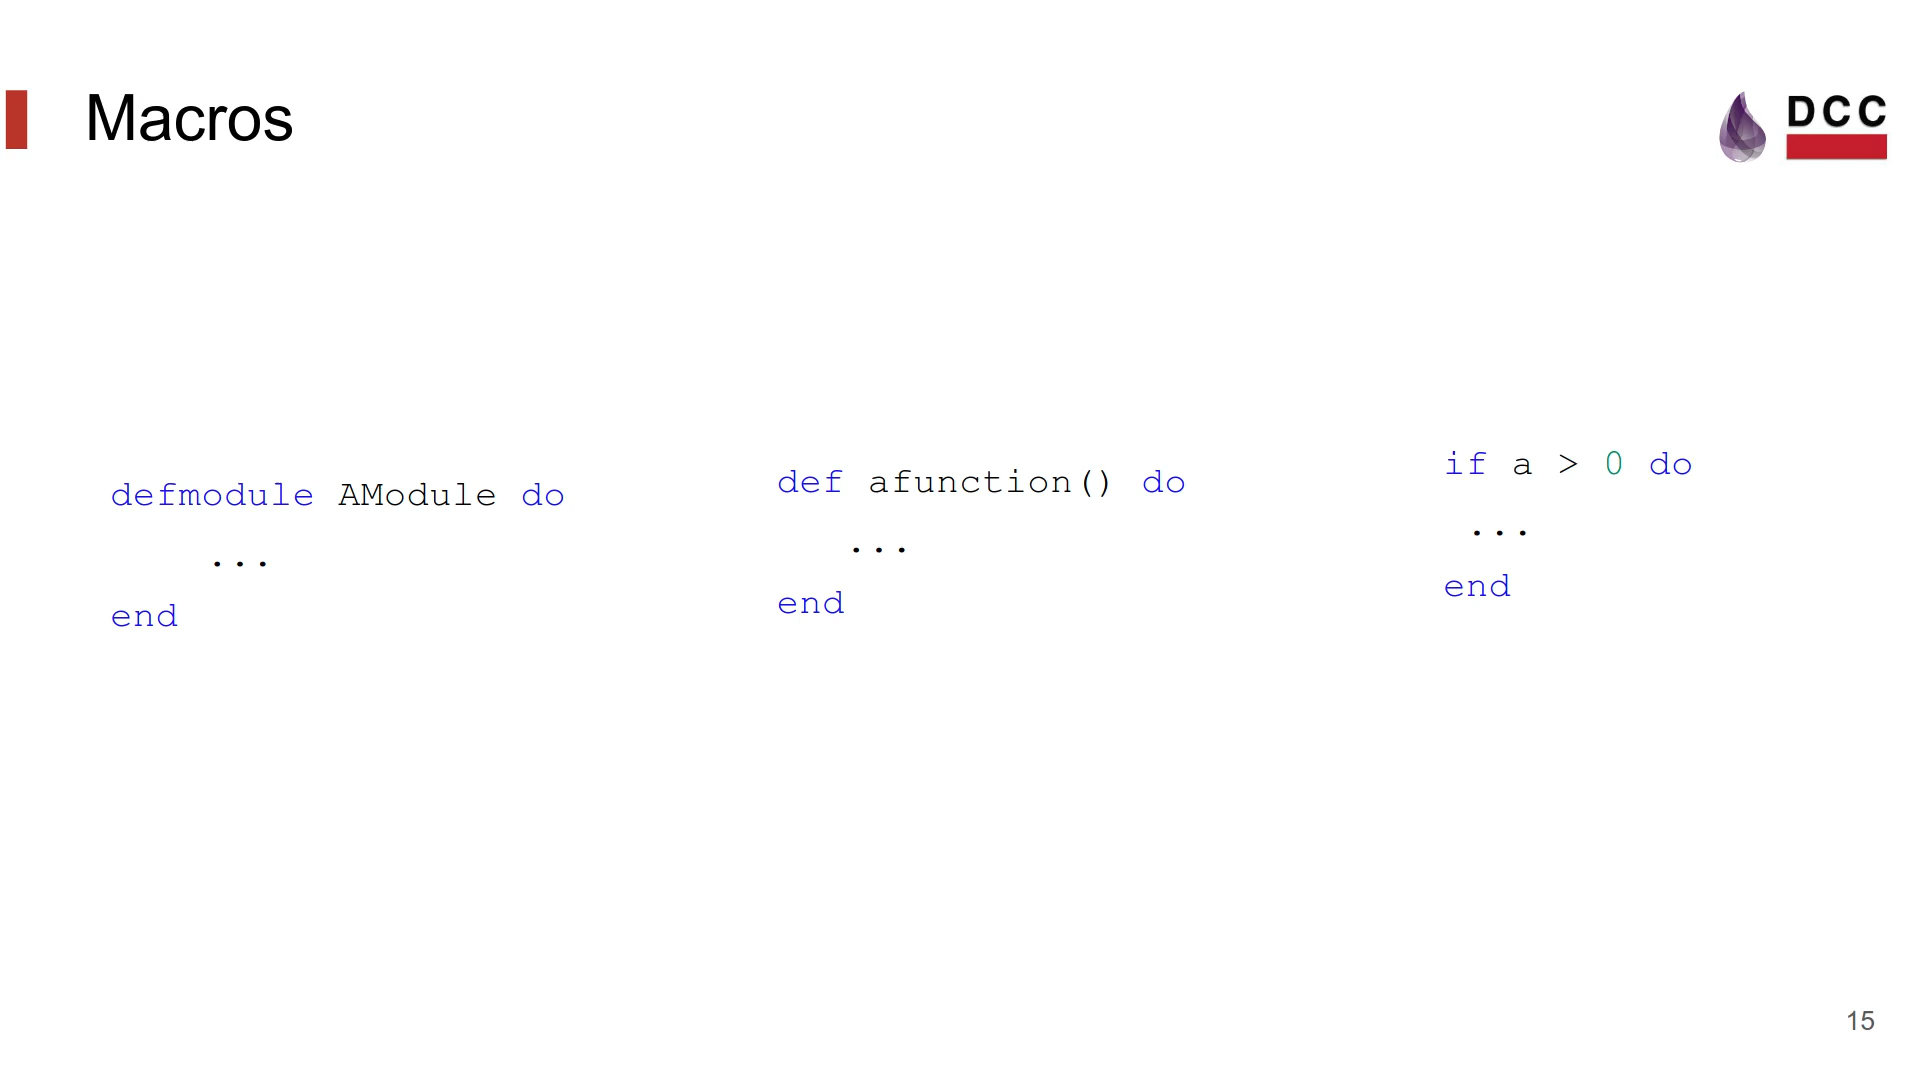 Macros
DCC
defmodule AModule do
...
end
def afunction() do
...
end
if a > 0 do
...
end
15